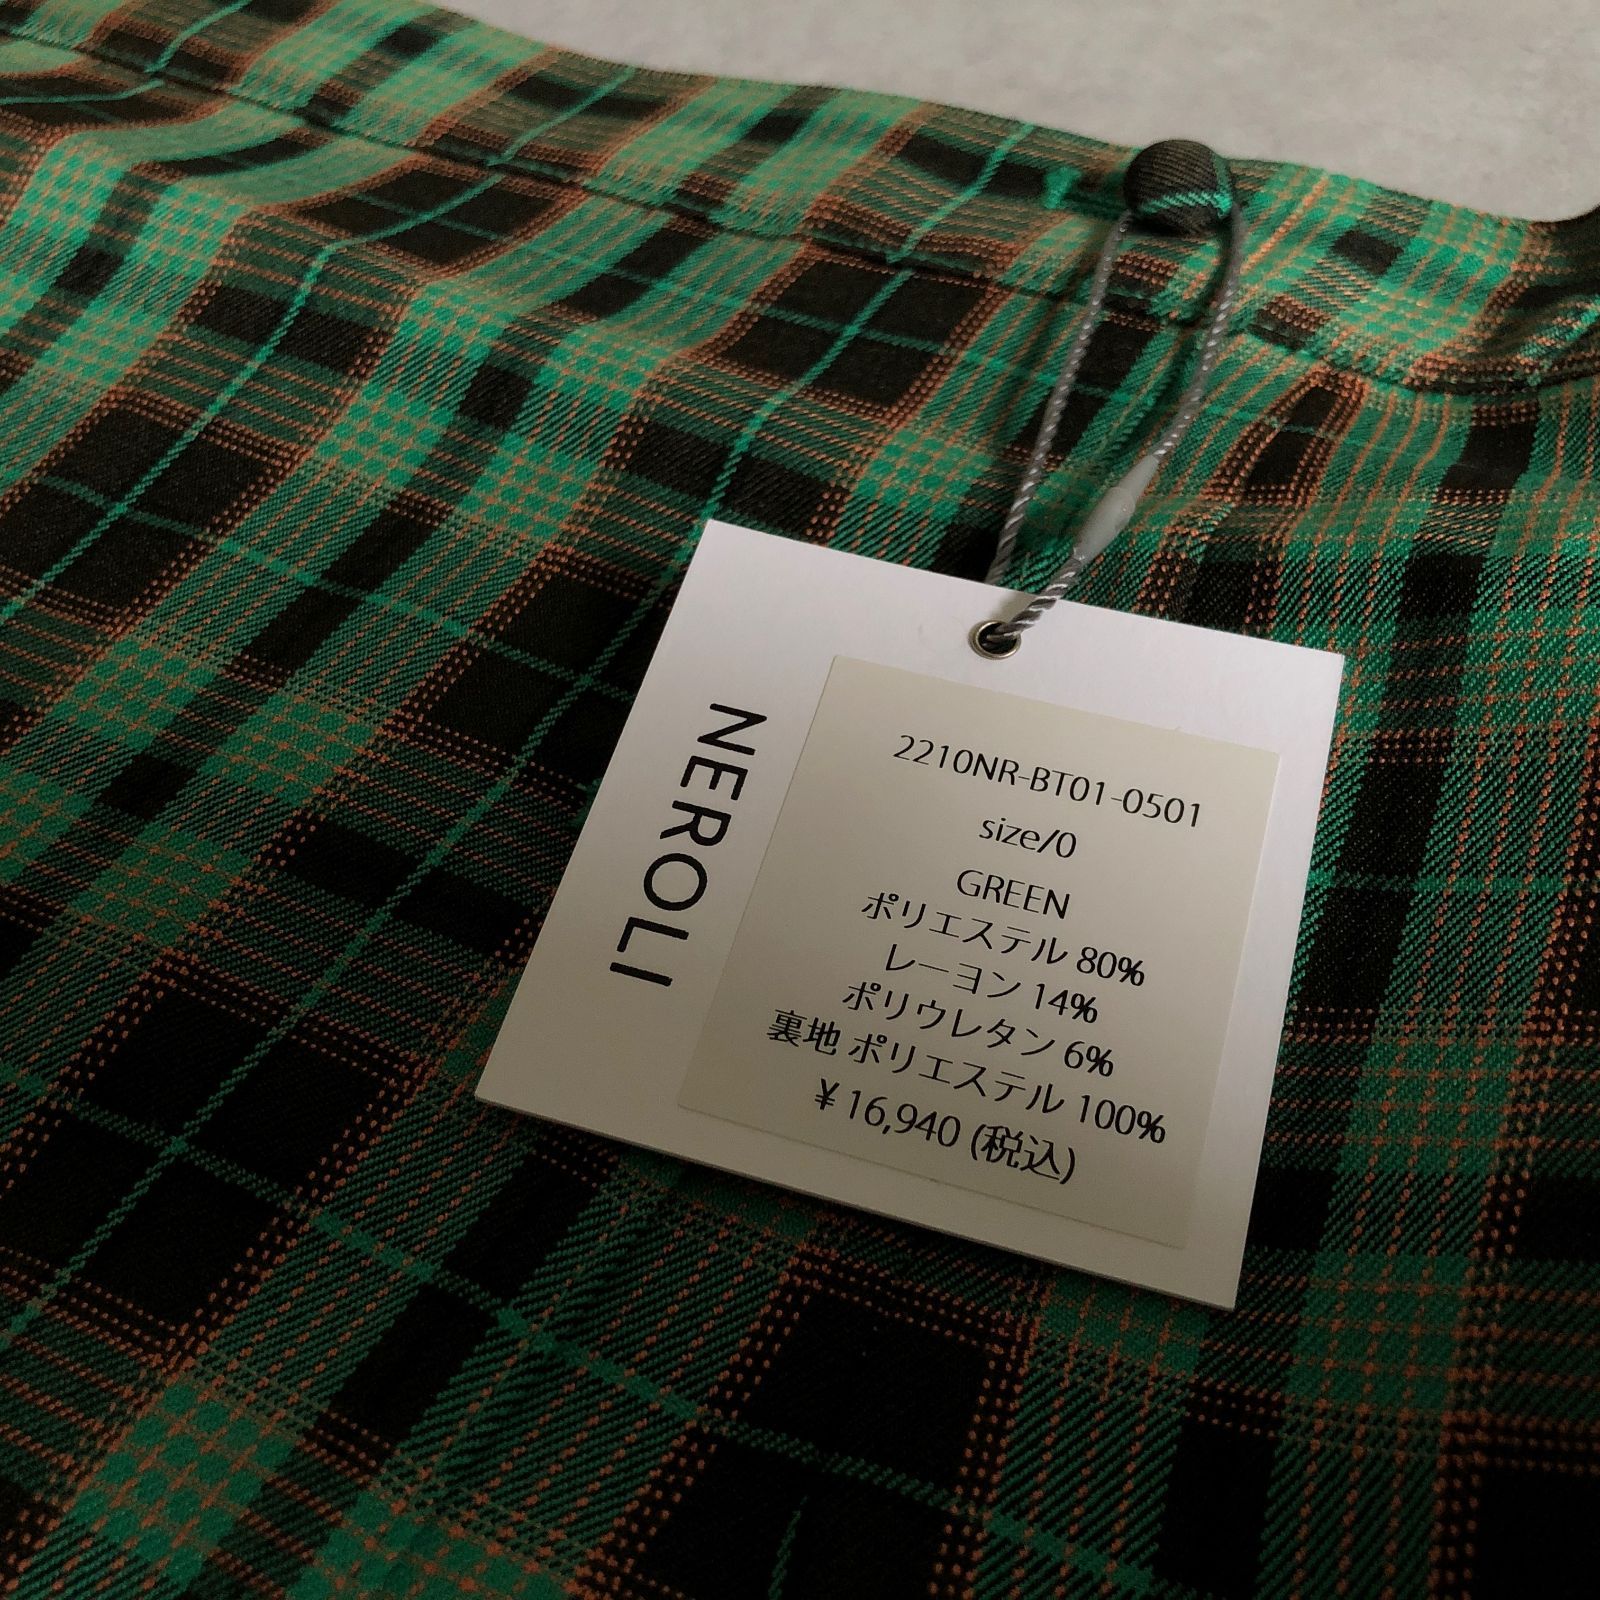 NEROLI
2210NR-BT01-0501
size/0
GREEN
ポリエステル 80%
レーヨン 14%
ポリウレタン 6%
裏地 ポリエステル 100%
¥16,940 (税込)